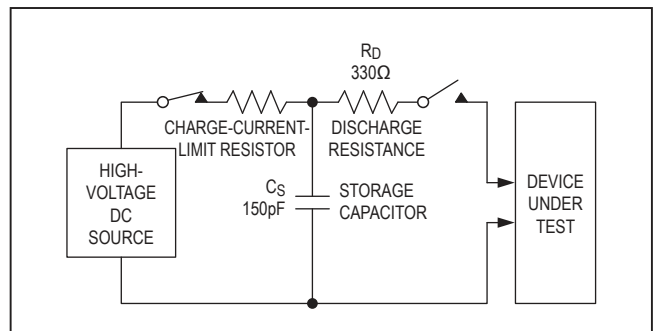 RD
330Ω
CHARGE-CURRENT-
LIMIT RESISTOR
DISCHARGE
RESISTANCE
HIGH-
VOLTAGE
DC
SOURCE
CS
150pF
STORAGE
CAPACITOR
DEVICE
UNDER
TEST